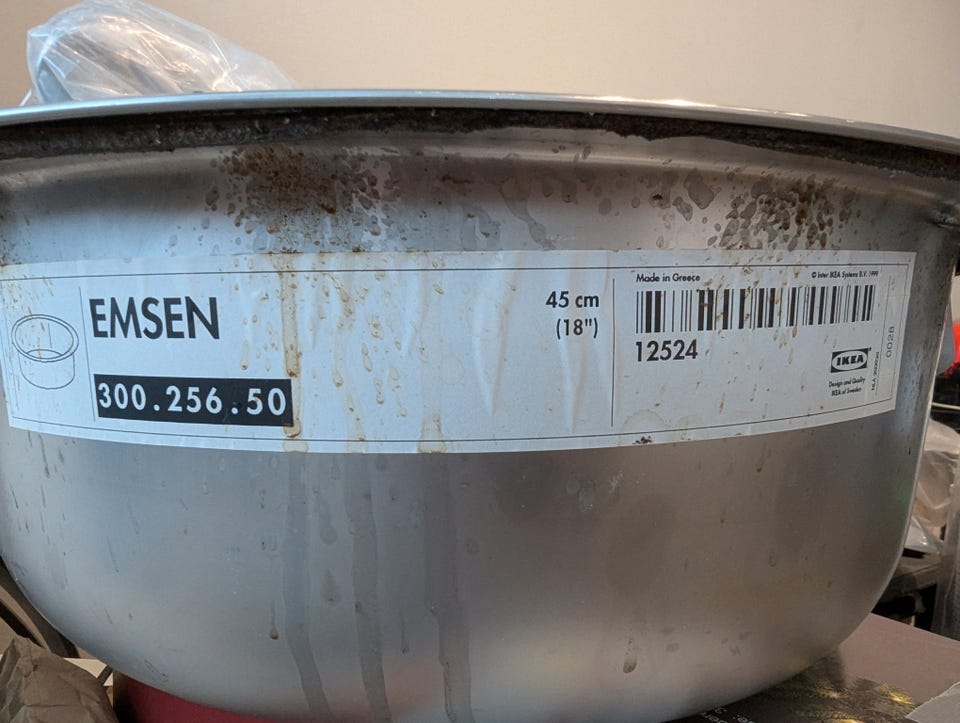 EMSEN
300.256.50
45 cm
(18")
Made in Greece
© Inter IKEA Systems B.V. 1999
12524
IKEA
Design and Quality
IKEA of Sweden
0028